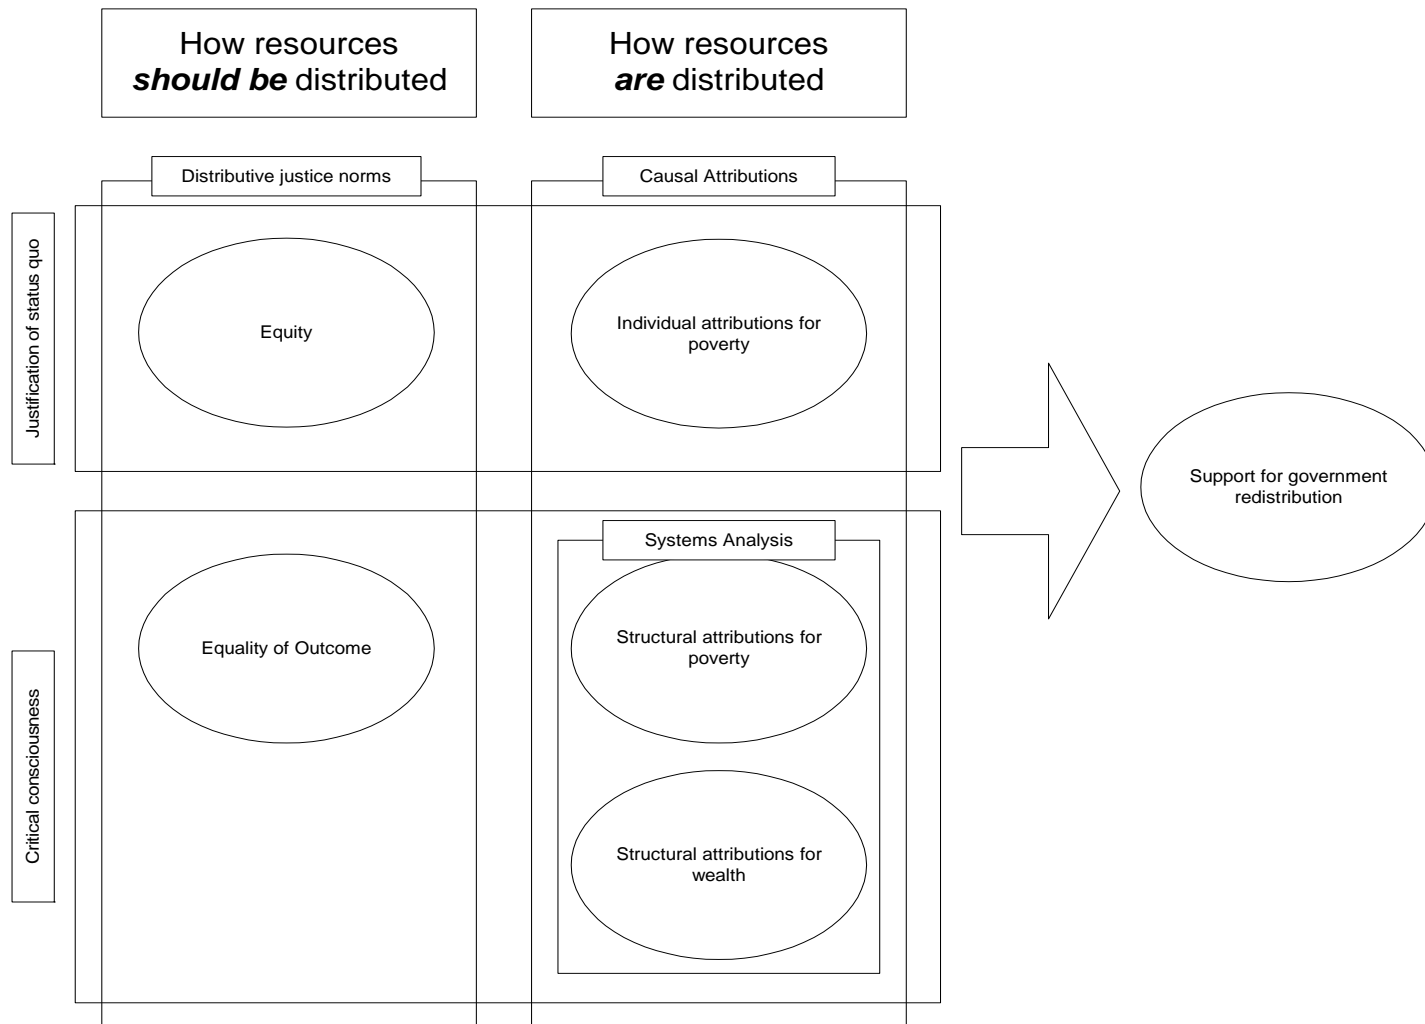 How resources
should be distributed
How resources
are distributed
Distributive justice norms
Causal Attributions
Justification of status quo
Equity
Individual attributions for
poverty
Support for government
redistribution
Systems Analysis
Critical consciousness
Equality of Outcome
Structural attributions for
poverty
Structural attributions for
wealth